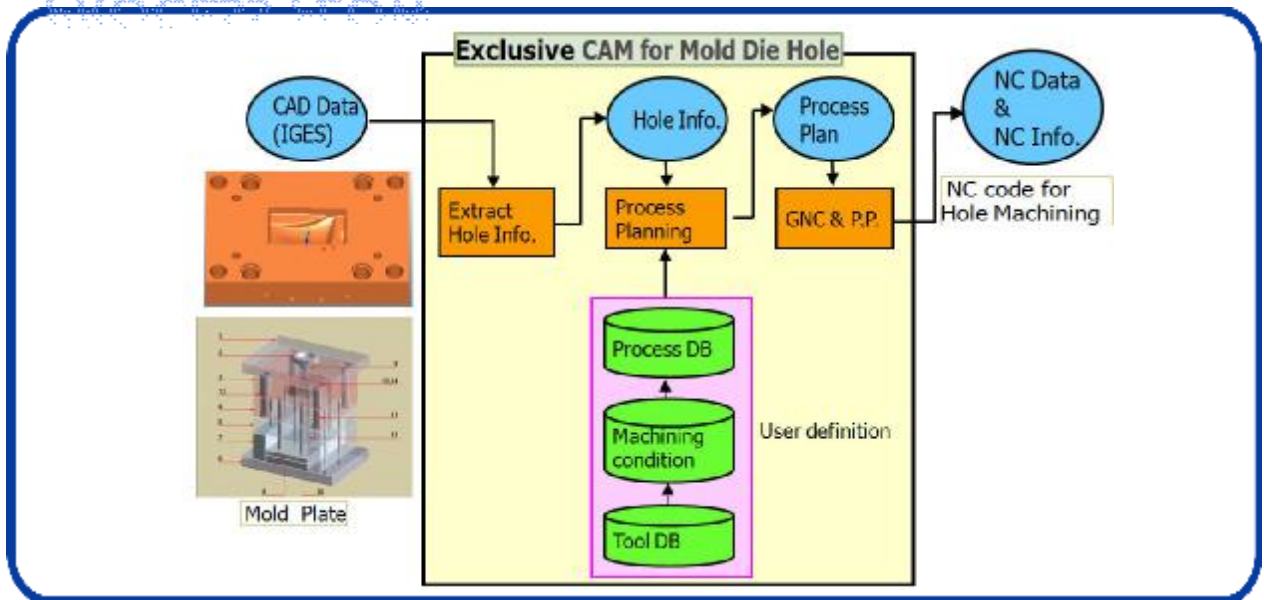 Exclusive CAM for Mold Die Hole
CAD Data
(IGES)
Hole Info.
Process
Plan
NC Data
&
NC Info.
Extract
Hole Info.
Process
Planning
GNC & P.P.
NC code for
Hole Machining
Process DB
Machining
condition
Tool DB
User definition
Mold Plate